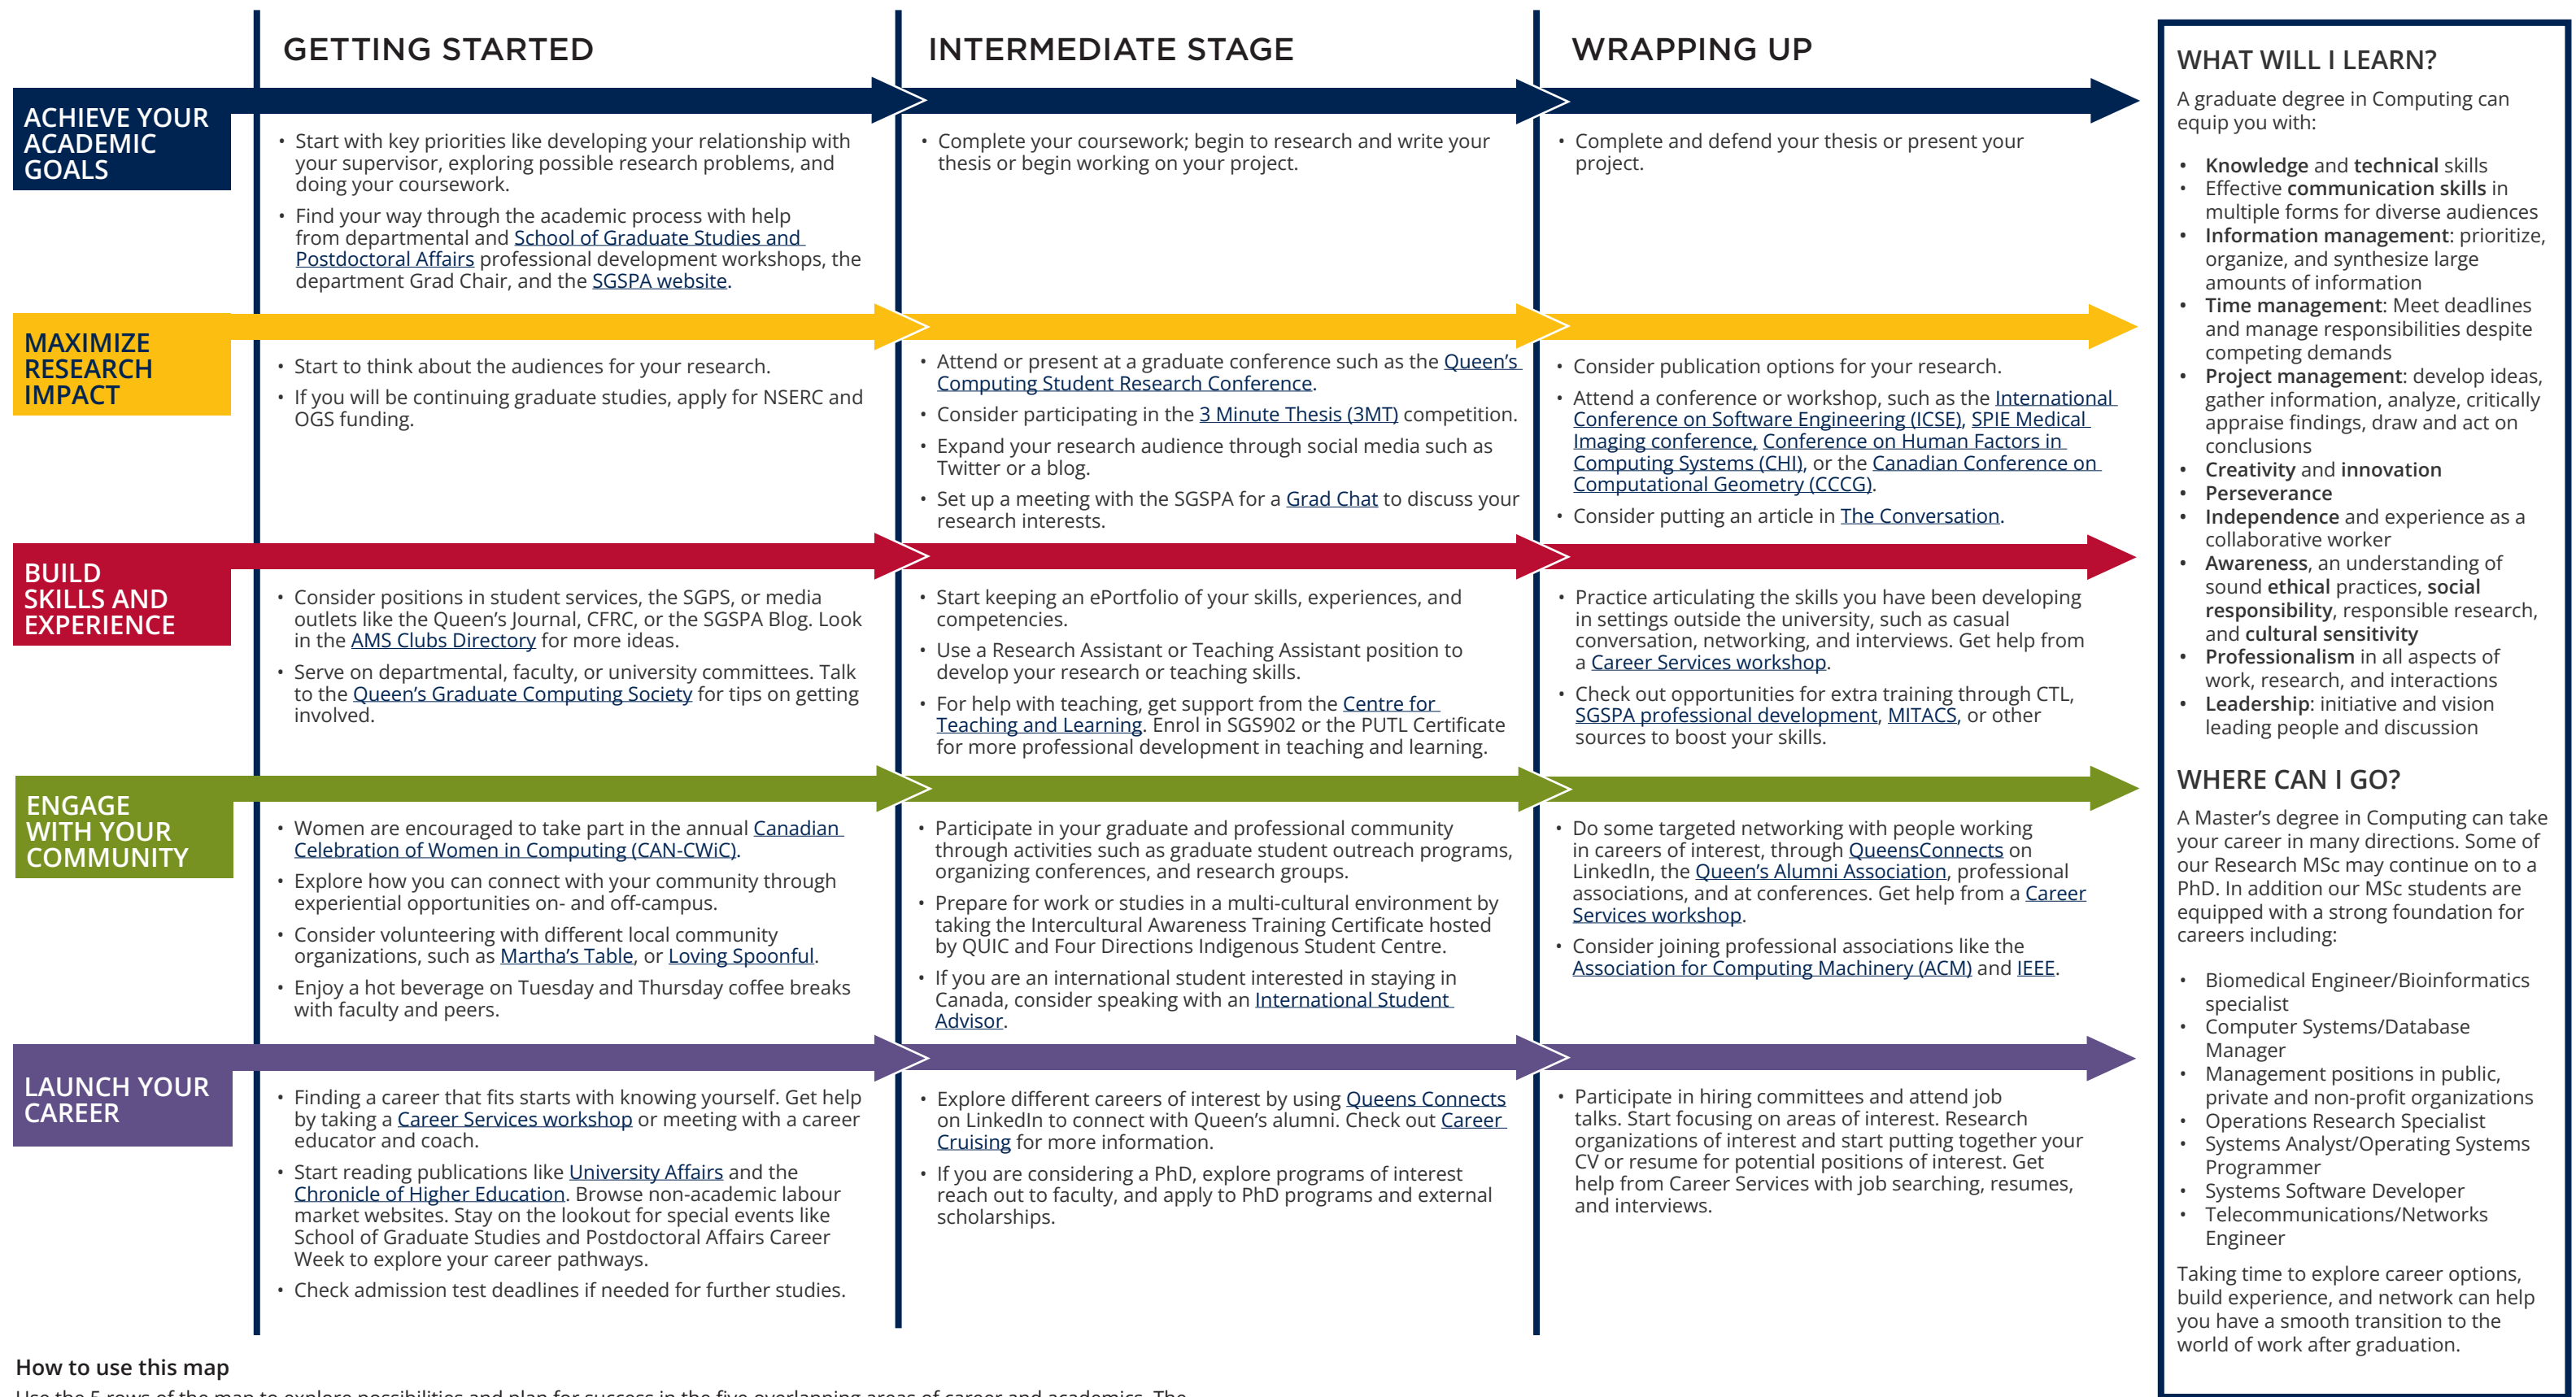 GETTING STARTED
INTERMEDIATE STAGE
WRAPPING UP
ACHIEVE YOUR
ACADEMIC
GOALS
• Start with key priorities like developing your relationship with
your supervisor, exploring possible research problems, and
doing your coursework.
• Find your way through the academic process with help
from departmental and School of Graduate Studies and
Postdoctoral Affairs professional development workshops, the
department Grad Chair, and the SGSPA website.
• Complete your coursework; begin to research and write your
thesis or begin working on your project.
• Complete and defend your thesis or present your
project.
MAXIMIZE
RESEARCH
IMPACT
• Start to think about the audiences for your research.
• If you will be continuing graduate studies, apply for NSERC and
OGS funding.
• Attend or present at a graduate conference such as the Queen's
Computing Student Research Conference.
• Consider participating in the 3 Minute Thesis (3MT) competition.
• Expand your research audience through social media such as
Twitter or a blog.
• Set up a meeting with the SGSPA for a Grad Chat to discuss your
research interests.
• Consider publication options for your research.
• Attend a conference or workshop, such as the International
Conference on Software Engineering (ICSE), SPIE Medical
Imaging conference, Conference on Human Factors in
Computing Systems (CHI), or the Canadian Conference on
Computational Geometry (CCCG).
• Consider putting an article in The Conversation.
BUILD
SKILLS AND
EXPERIENCE
• Consider positions in student services, the SGPS, or media
outlets like the Queen's Journal, CFRC, or the SGSPA Blog. Look
in the AMS Clubs Directory for more ideas.
• Serve on departmental, faculty, or university committees. Talk
to the Queen's Graduate Computing Society for tips on getting
involved.
• Start keeping an ePortfolio of your skills, experiences, and
competencies.
• Use a Research Assistant or Teaching Assistant position to
develop your research or teaching skills.
• For help with teaching, get support from the Centre for
Teaching and Learning. Enrol in SGS902 or the PUTL Certificate
for more professional development in teaching and learning.
• Practice articulating the skills you have been developing
in settings outside the university, such as casual
conversation, networking, and interviews. Get help from
a Career Services workshop.
• Check out opportunities for extra training through CTL,
SGSPA professional development, MITACS, or other
sources to boost your skills.
ENGAGE
WITH YOUR
COMMUNITY
• Women are encouraged to take part in the annual Canadian
Celebration of Women in Computing (CAN-CWiC).
• Explore how you can connect with your community through
experiential opportunities on- and off-campus.
• Consider volunteering with different local community
organizations, such as Martha's Table, or Loving Spoonful.
• Enjoy a hot beverage on Tuesday and Thursday coffee breaks
with faculty and peers.
• Participate in your graduate and professional community
through activities such as graduate student outreach programs,
organizing conferences, and research groups.
• Prepare for work or studies in a multi-cultural environment by
taking the Intercultural Awareness Training Certificate hosted
by QUIC and Four Directions Indigenous Student Centre.
• If you are an international student interested in staying in
Canada, consider speaking with an International Student
Advisor.
• Do some targeted networking with people working
in careers of interest, through QueensConnects on
LinkedIn, the Queen's Alumni Association, professional
associations, and at conferences. Get help from a Career
Services workshop.
• Consider joining professional associations like the
Association for Computing Machinery (ACM) and IEEE.
LAUNCH YOUR
CAREER
• Finding a career that fits starts with knowing yourself. Get help
by taking a Career Services workshop or meeting with a career
educator and coach.
• Start reading publications like University Affairs and the
Chronicle of Higher Education. Browse non-academic labour
market websites. Stay on the lookout for special events like
School of Graduate Studies and Postdoctoral Affairs Career
Week to explore your career pathways.
• Check admission test deadlines if needed for further studies.
• Explore different careers of interest by using Queens Connects
on LinkedIn to connect with Queen's alumni. Check out Career
Cruising for more information.
• If you are considering a PhD, explore programs of interest
reach out to faculty, and apply to PhD programs and external
scholarships.
• Participate in hiring committees and attend job
talks. Start focusing on areas of interest. Research
organizations of interest and start putting together your
CV or resume for potential positions of interest. Get
help from Career Services with job searching, resumes,
and interviews.
WHAT WILL I LEARN?
A graduate degree in Computing can
equip you with:
• Knowledge and technical skills
• Effective communication skills in
multiple forms for diverse audiences
• Information management: prioritize,
organize, and synthesize large
amounts of information
• Time management: Meet deadlines
and manage responsibilities despite
competing demands
• Project management: develop ideas,
gather information, analyze, critically
appraise findings, draw and act on
conclusions
• Creativity and innovation
• Perseverance
• Independence and experience as a
collaborative worker
• Awareness, an understanding of
sound ethical practices, social
responsibility, responsible research,
and cultural sensitivity
• Professionalism in all aspects of
work, research, and interactions
• Leadership: initiative and vision
leading people and discussion
WHERE CAN I GO?
A Master's degree in Computing can take
your career in many directions. Some of
our Research MSc may continue on to a
PhD. In addition our MSc students are
equipped with a strong foundation for
careers including:
• Biomedical Engineer/Bioinformatics
specialist
• Computer Systems/Database
Manager
• Management positions in public,
private and non-profit organizations
• Operations Research Specialist
• Systems Analyst/Operating Systems
Programmer
• Systems Software Developer
• Telecommunications/Networks
Engineer
Taking time to explore career options,
build experience, and network can help
you have a smooth transition to the
world of work after graduation.
How to use this map
Use the 5 rows of the map to explore possibilities and plan for success in the five overlapping areas of career and academics. The